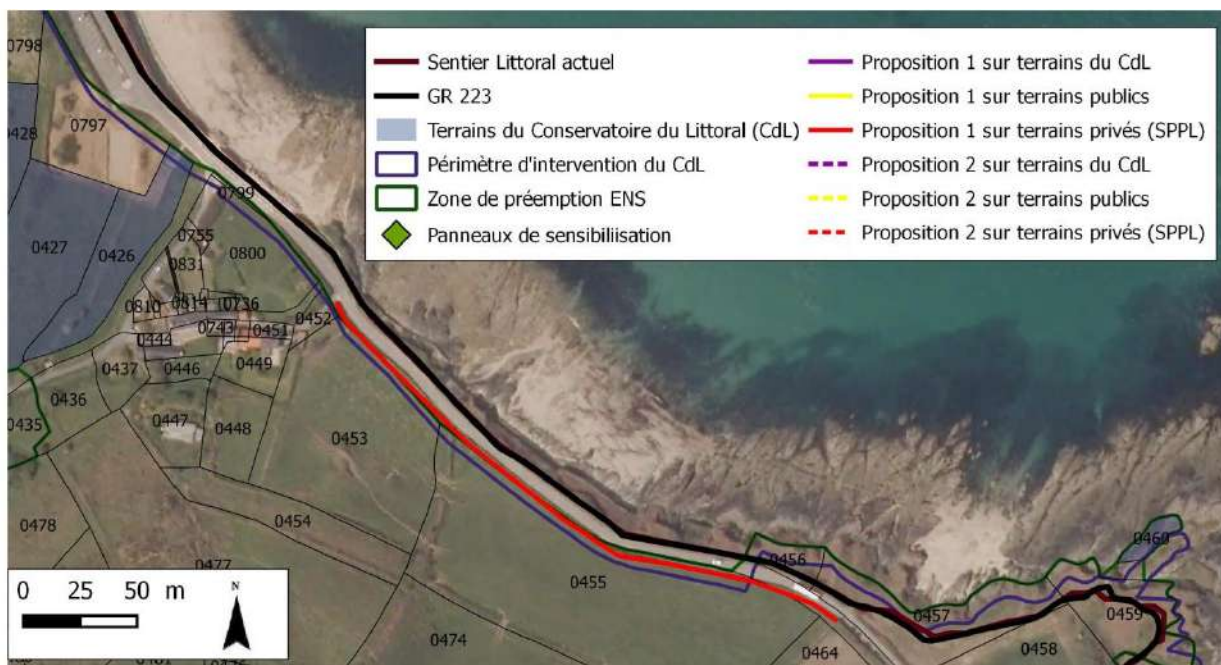 Sentier Littoral actuel
GR 223
Terrains du Conservatoire du Littoral (CdL)
Périmètre d'intervention du CdL
Zone de préemption ENS
Panneaux de sensibiliisation
Proposition 1 sur terrains du CdL
Proposition 1 sur terrains publics
Proposition 1 sur terrains privés (SPPL)
Proposition 2 sur terrains du CdL
Proposition 2 sur terrains publics
Proposition 2 sur terrains privés (SPPL)
0798
0797
0428
0799
0427
0426
0755
0800
0831
0810
0814
0736
0452
0743
0451
0444
0437
0446
0449
0436
0435
0447
0448
0453
0454
0478
0477
0455
0474
0456
0457
0460
0459
0458
0464
0 25 50 m
N